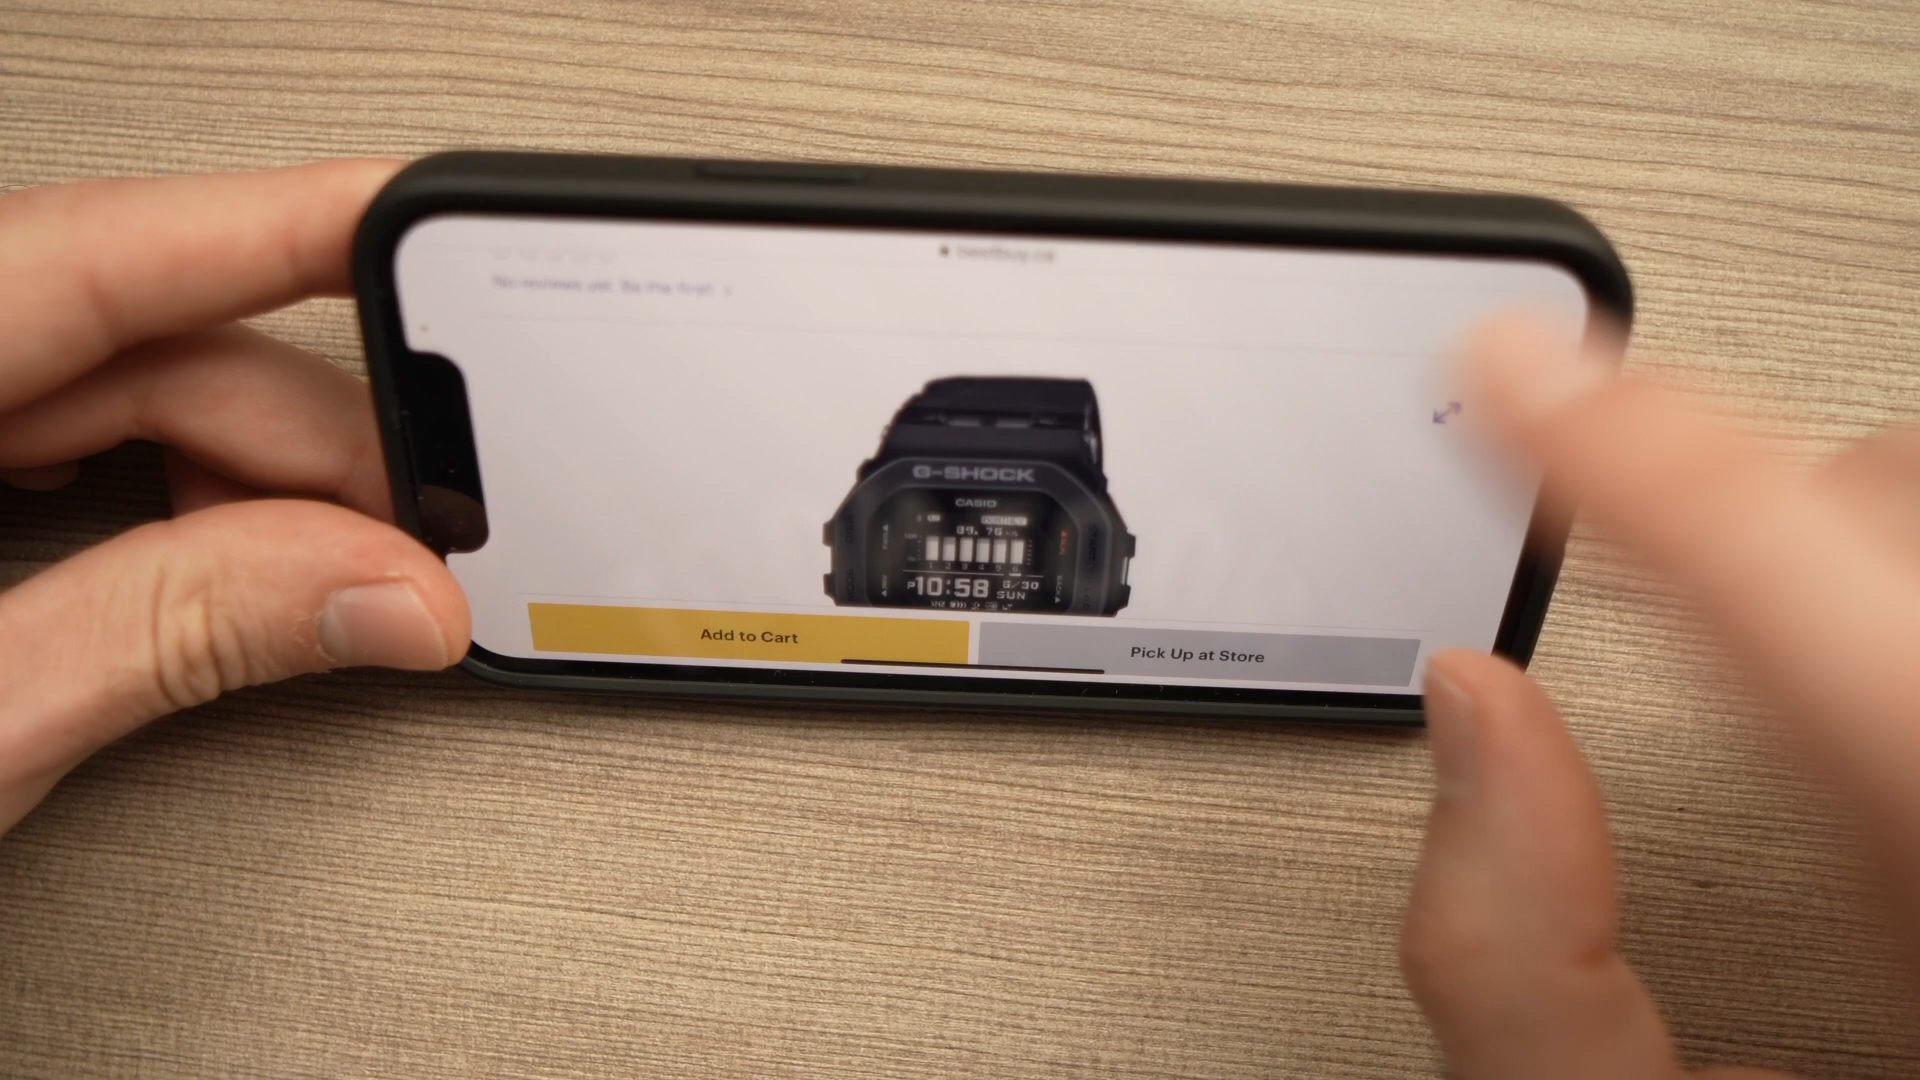 bestbuy.ca
No reviews yet. Be the first!
G-SHOCK
CASIO
10:58
SUN
Add to Cart
Pick Up at Store